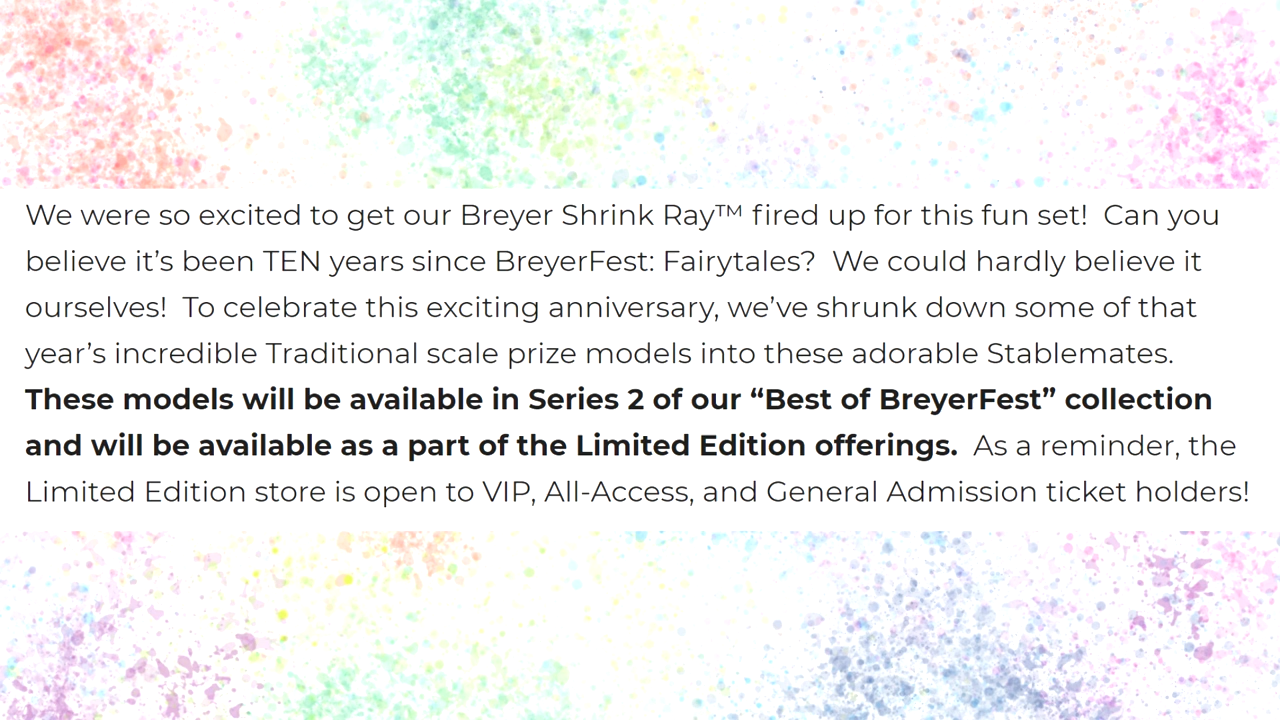 We were so excited to get our Breyer Shrink Ray™ fired up for this fun set!  Can you
believe it’s been TEN years since BreyerFest: Fairytales?  We could hardly believe it
ourselves!  To celebrate this exciting anniversary, we’ve shrunk down some of that
year’s incredible Traditional scale prize models into these adorable Stablemates.
These models will be available in Series 2 of our “Best of BreyerFest” collection
and will be available as a part of the Limited Edition offerings.  As a reminder, the
Limited Edition store is open to VIP, All-Access, and General Admission ticket holders!